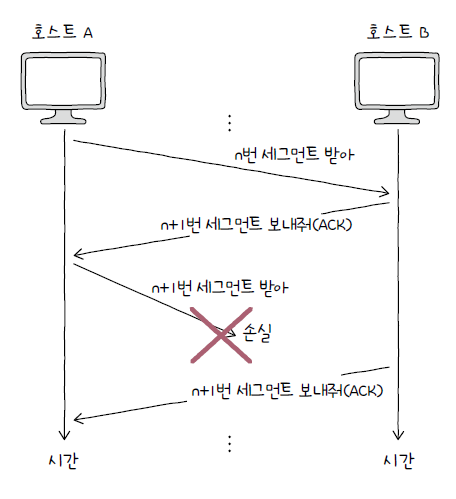 호스트 A
호스트 B
⋮
n번 세그먼트 받아
n+1번 세그먼트 보내줘(ACK)
n+1번 세그먼트 받아
손실
n+1번 세그먼트 보내줘(ACK)
⋮
시간
시간